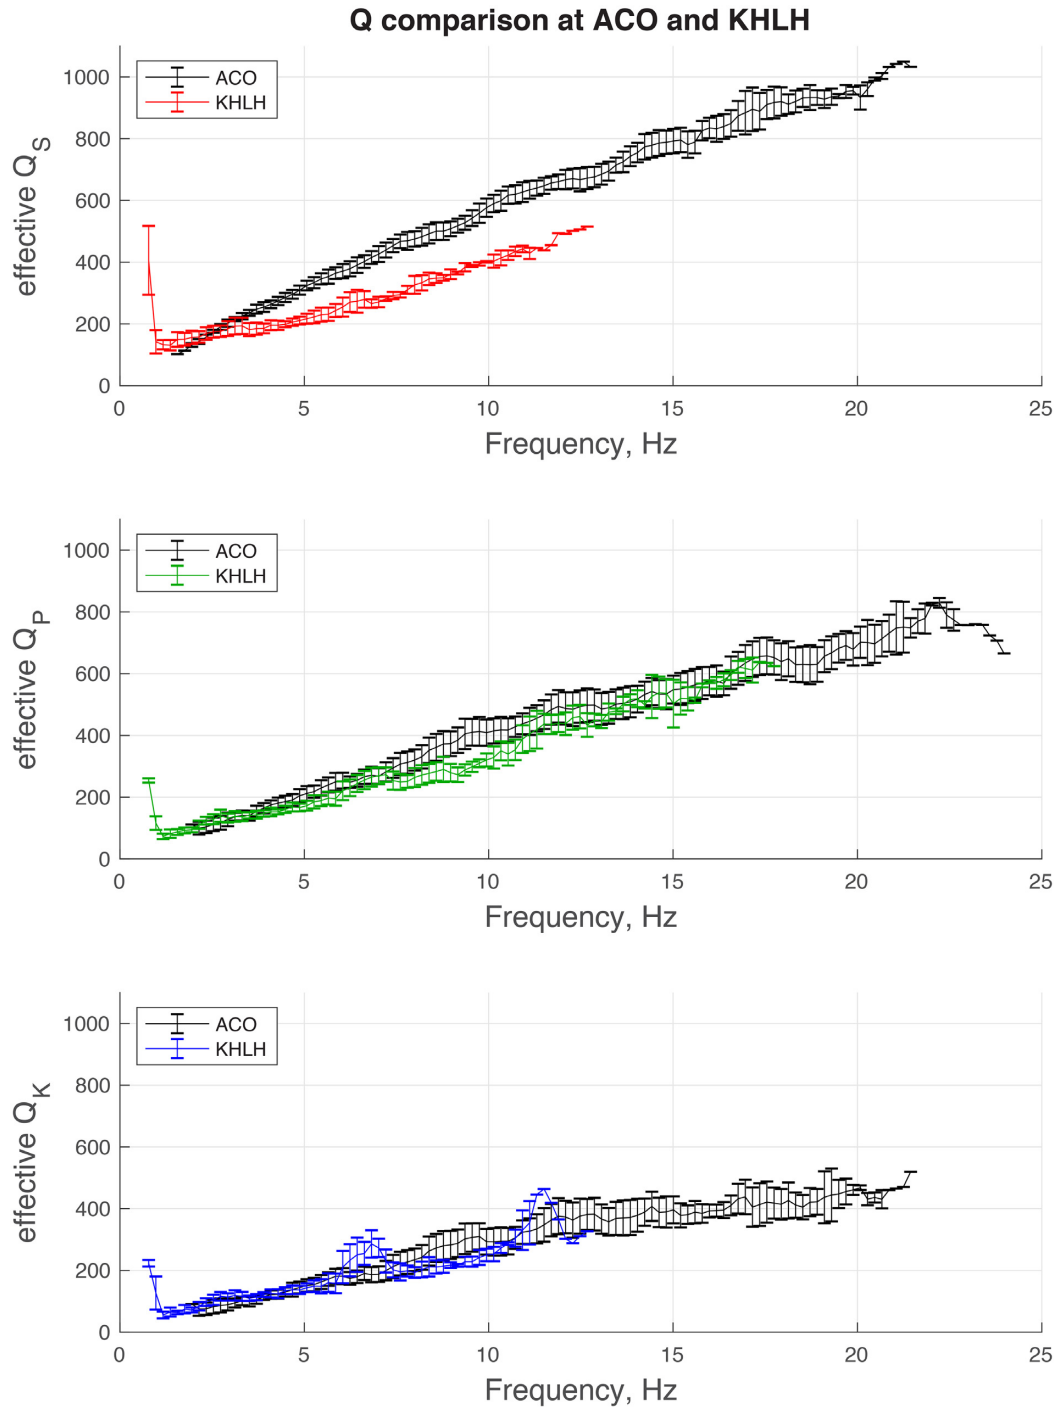 Q comparison at ACO and KHLH
ACO
KHLH
effective Q_S
1000
800
600
400
200
0
0 5 10 15 20 25
Frequency, Hz
ACO
KHLH
effective Q_P
1000
800
600
400
200
0
0 5 10 15 20 25
Frequency, Hz
ACO
KHLH
effective Q_K
1000
800
600
400
200
0
0 5 10 15 20 25
Frequency, Hz